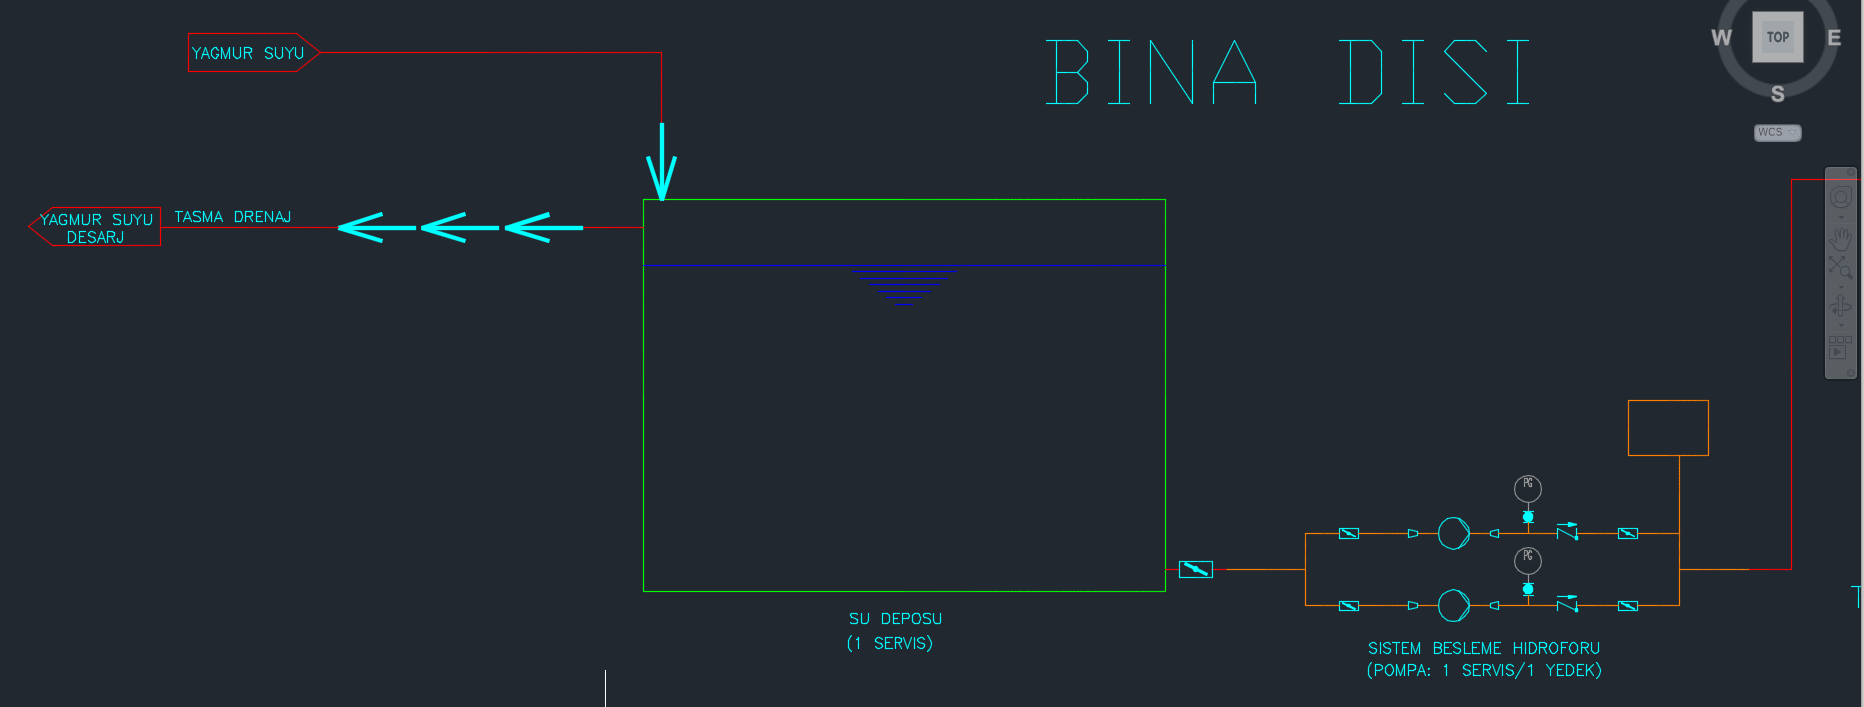 YAGMUR SUYU
BINA DISI
W
TOP
E
S
WCS
YAGMUR SUYU
DESARJ
TASMA DRENAJ
PG
PG
SU DEPOSU
(1 SERVIS)
SISTEM BESLEME HIDROFORU
(POMPA: 1 SERVIS/1 YEDEK)